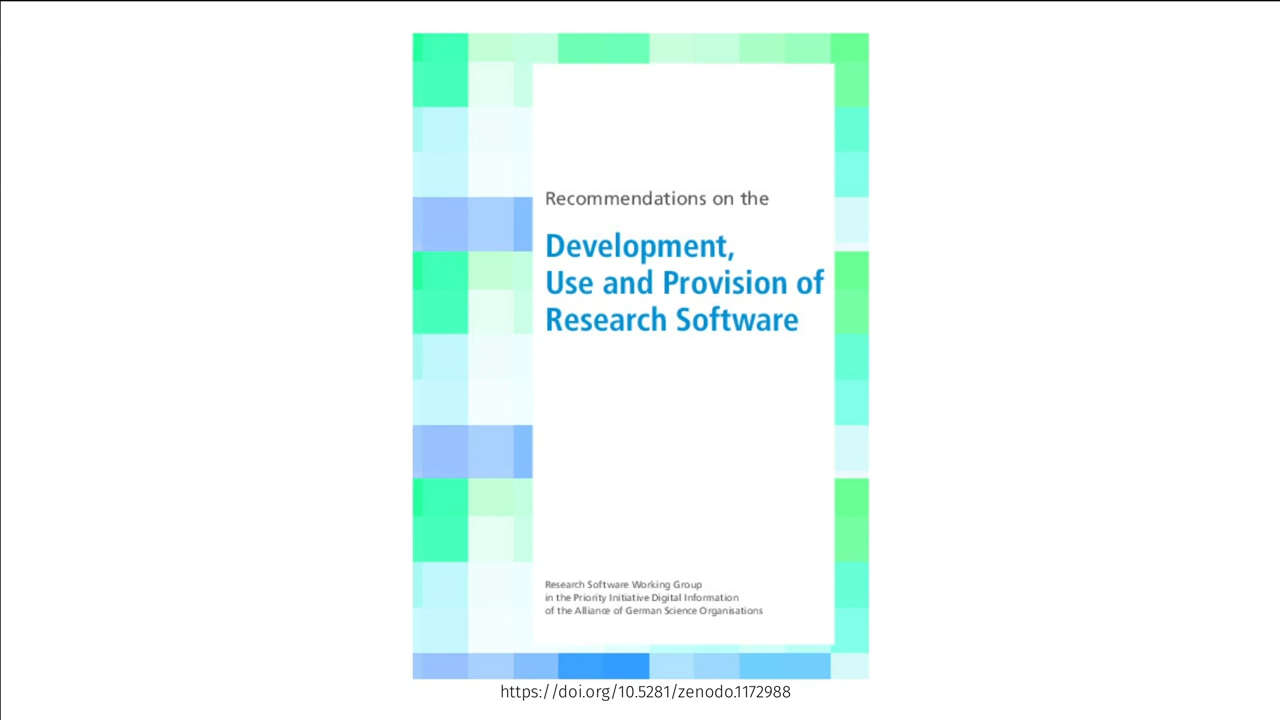 Recommendations on the
Development,
Use and Provision of
Research Software
Research Software Working Group
in the Priority Initiative Digital Information
of the Alliance of German Science Organisations
https://doi.org/10.5281/zenodo.1172988